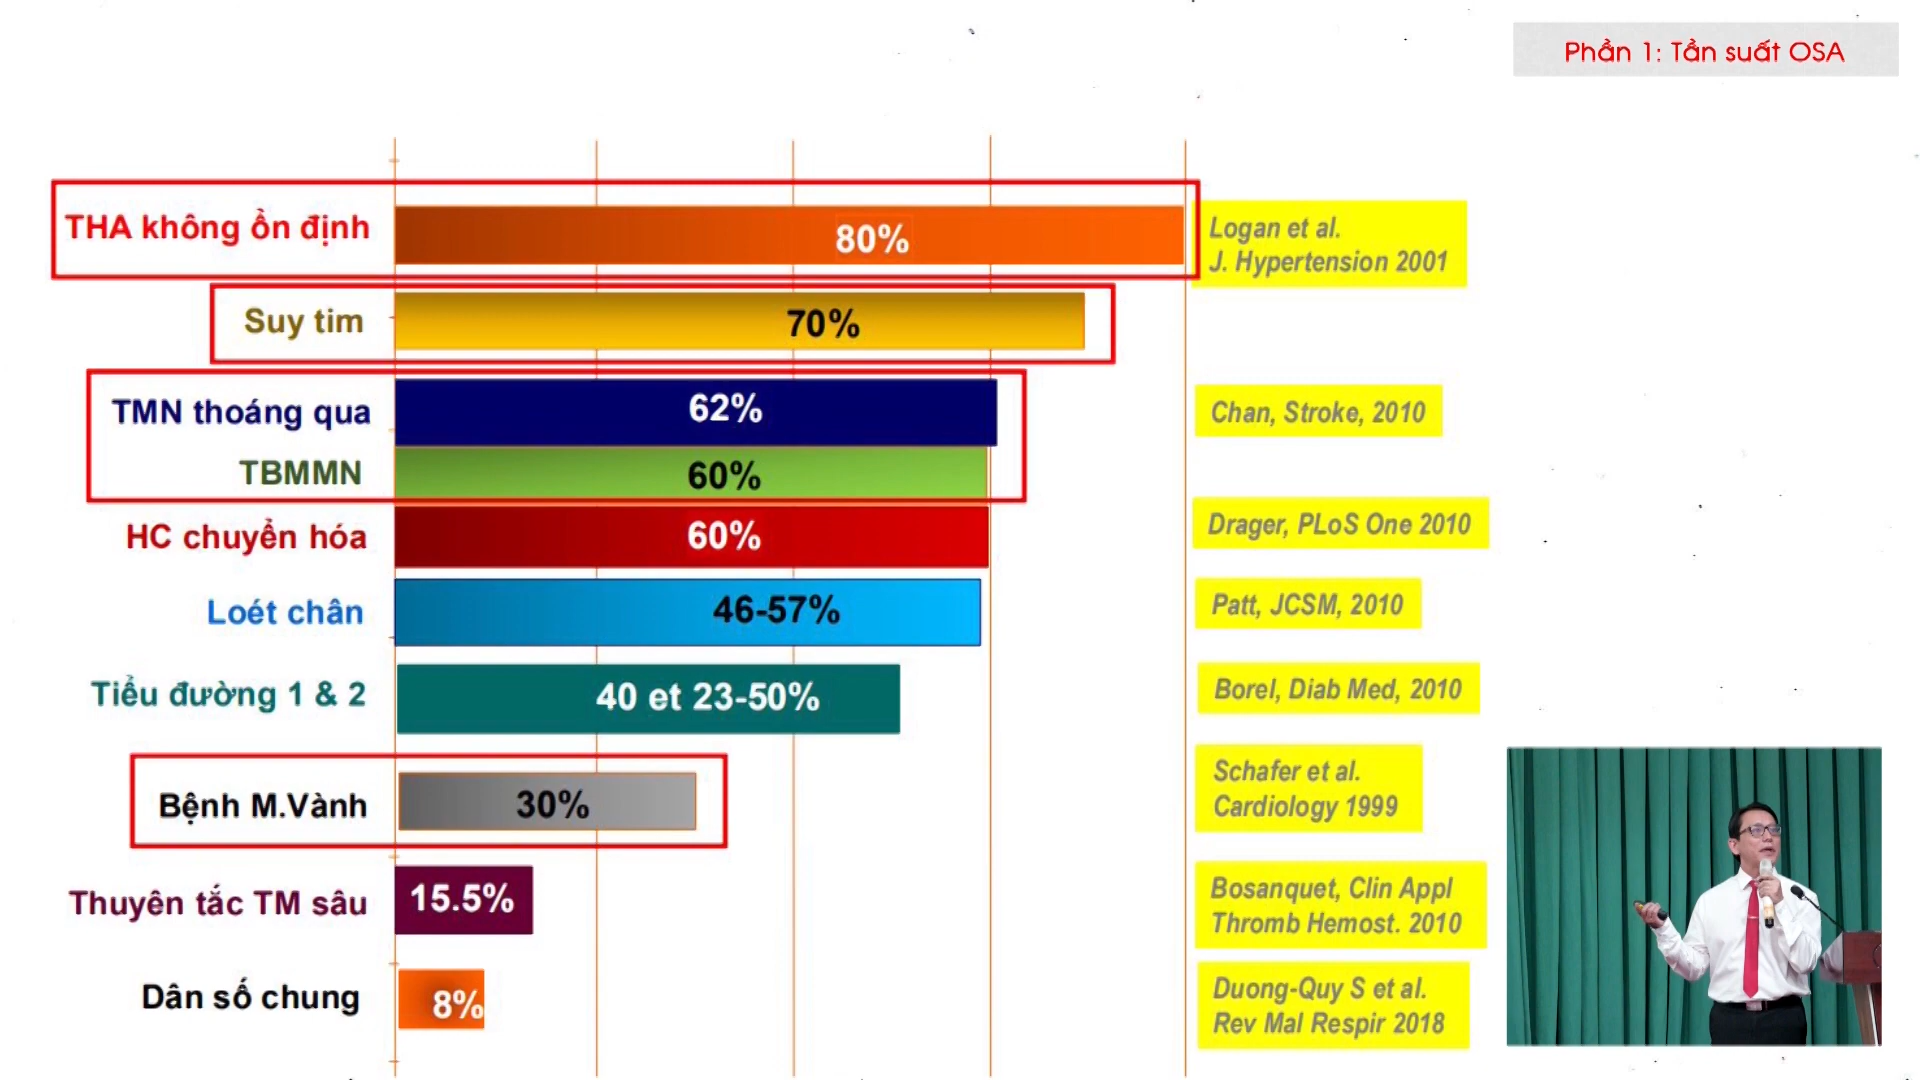 Phần 1: Tần suất OSA
THA không ổn định
80%
Logan et al.
J. Hypertension 2001
Suy tim
70%
TMN thoáng qua
62%
Chan, Stroke, 2010
TBMMN
60%
HC chuyển hóa
60%
Drager, PLoS One 2010
Loét chân
46-57%
Patt, JCSM, 2010
Tiểu đường 1 & 2
40 et 23-50%
Borel, Diab Med, 2010
Bệnh M.Vành
30%
Schafer et al.
Cardiology 1999
Thuyên tắc TM sâu
15.5%
Bosanquet, Clin Appl
Thromb Hemost. 2010
Dân số chung
8%
Duong-Quy S et al.
Rev Mal Respir 2018